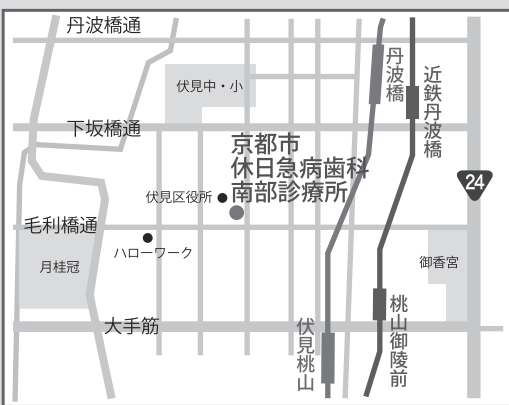 丹波橋通
伏見中・小
丹波橋
近鉄丹波橋
下坂橋通
京都市
休日急病歯科
南部診療所
伏見区役所
24
毛利橋通
ハローワーク
月桂冠
御香宮
大手筋
伏見桃山
桃山御陵前